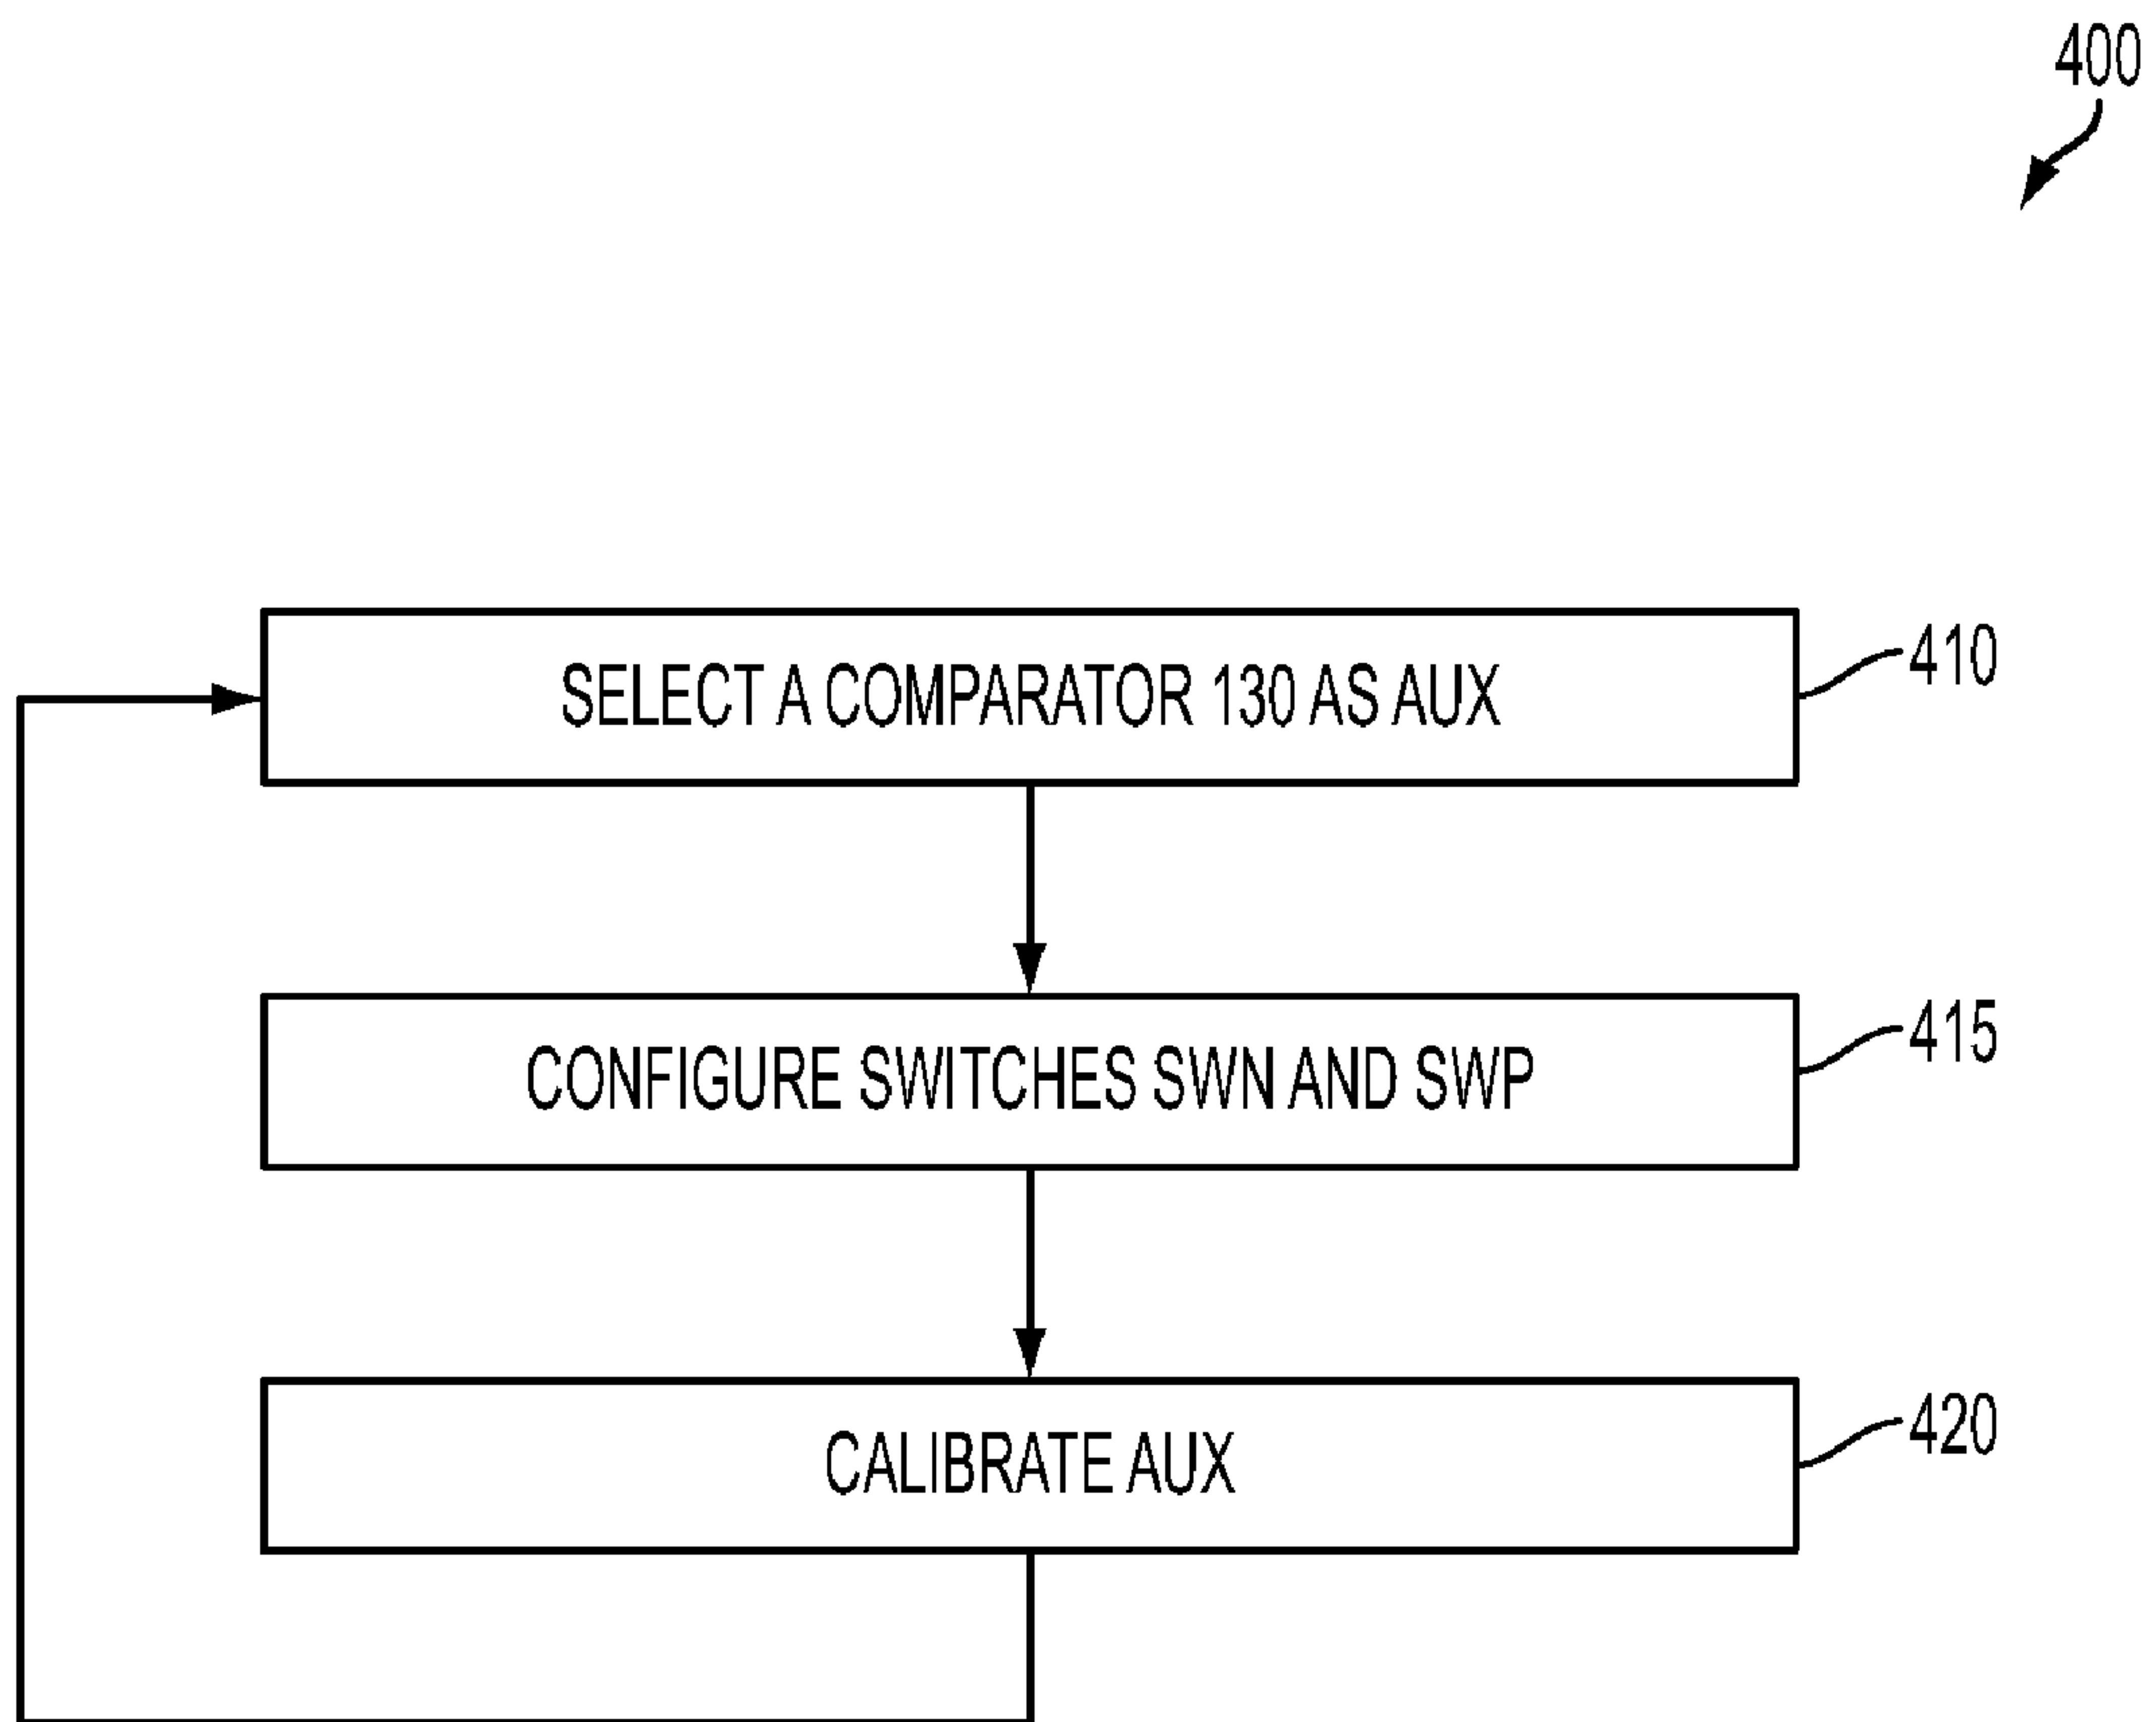 400
SELECT A COMPARATOR 130 AS AUX
410
CONFIGURE SWITCHES SWN AND SWP
415
CALIBRATE AUX
420